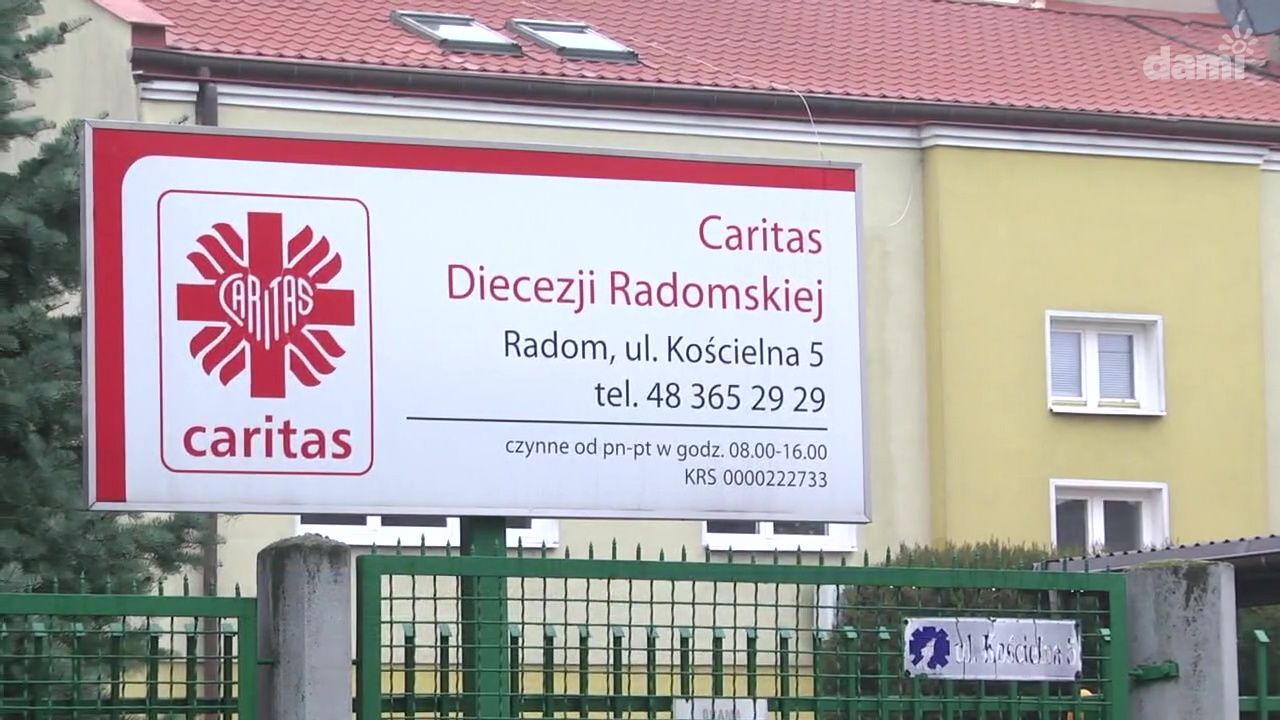 dami
CARITAS
caritas
Caritas
Diecezji Radomskiej
Radom, ul. Kościelna 5
tel. 48 365 29 29
czynne od pn-pt w godz. 08.00-16.00
KRS 0000222733
ul. Kościelna 5